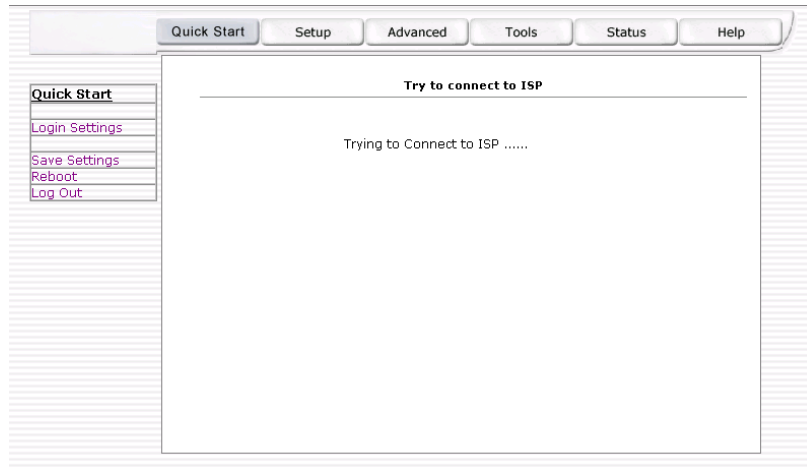 Quick Start Setup Advanced Tools Status Help
Quick Start
Login Settings
Save Settings
Reboot
Log Out
Try to connect to ISP
Trying to Connect to ISP ......